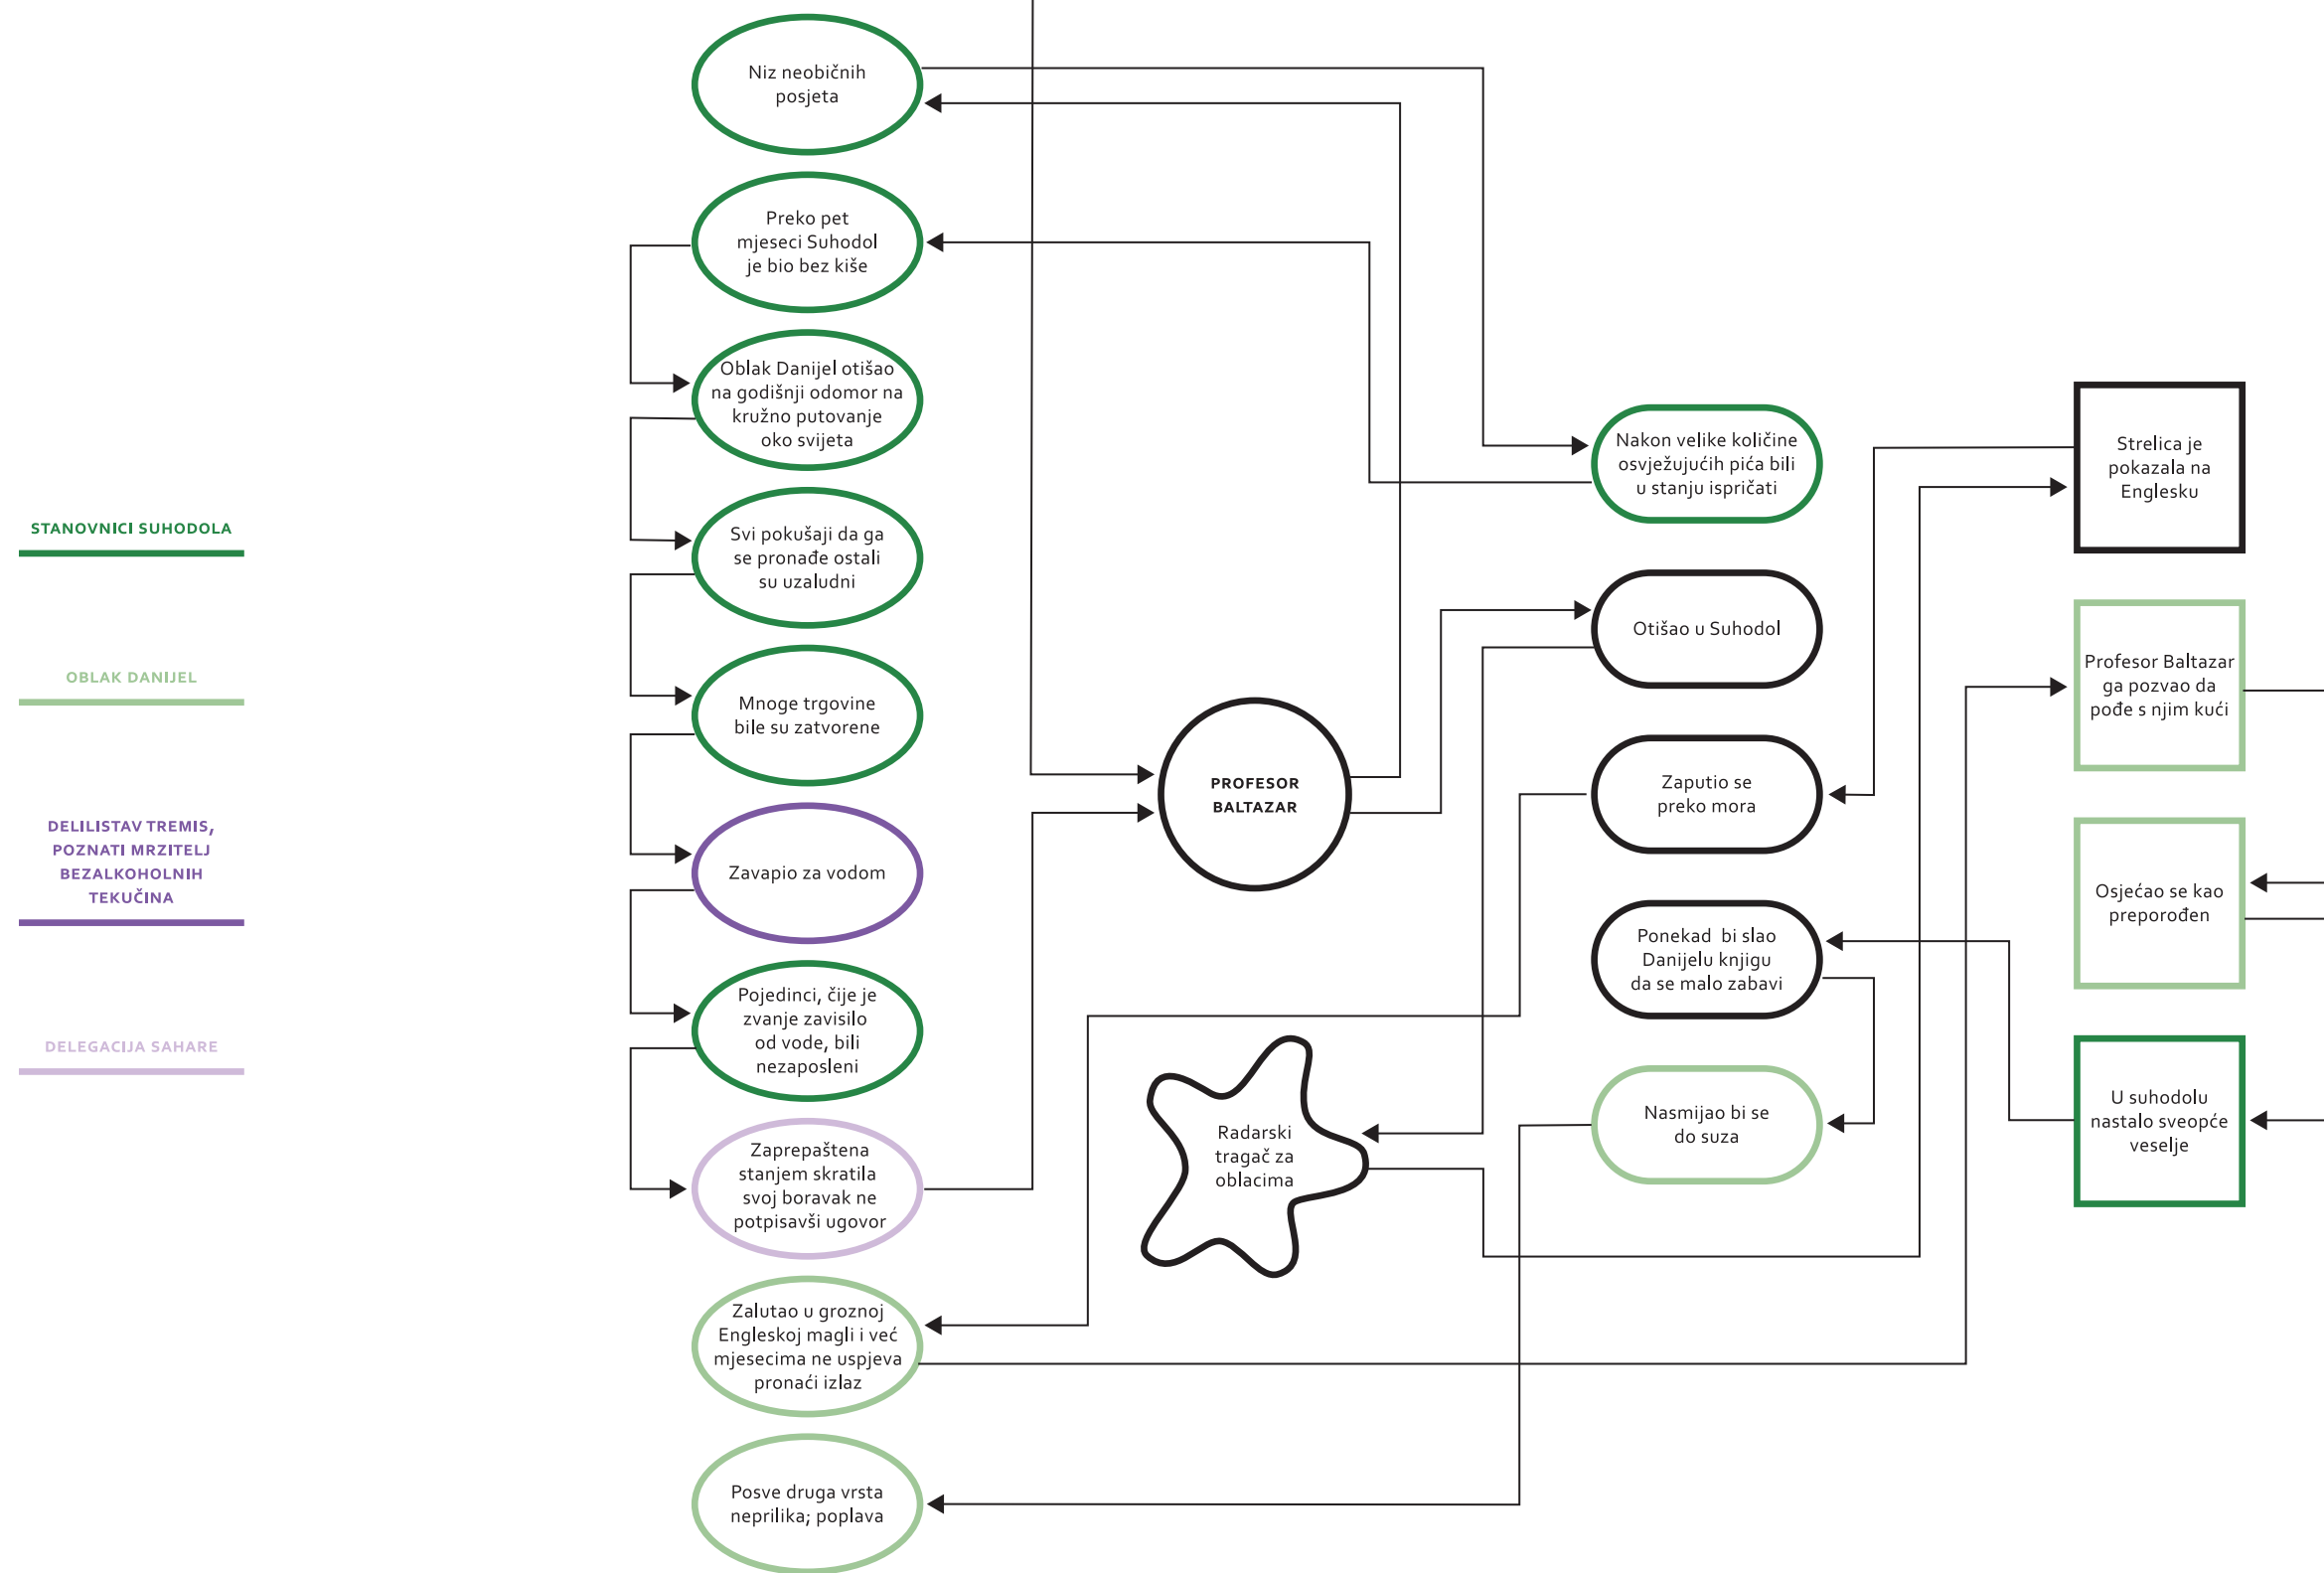 STANOVNICI SUHODOLA
OBLAK DANIJEL
DELILISTAV TREMIS,
POZNATI MRZITELJ
BEZALKOHOLNIH
TEKUČINA
DELEGACIJA SAHARE
Niz neobičnih
posjeta
Preko pet
mjeseci Suhodol
je bio bez kiše
Oblak Danijel otišao
na godišnji odomor na
kružno putovanje
oko svijeta
Svi pokušaji da ga
se pronađe ostali
su uzaludni
Mnoge trgovine
bile su zatvorene
Zavapio za vodom
Pojedinci, čije je
zvanje zavisilo
od vode, bili
nezaposleni
Zaprepaštena
stanjem skratila
svoj boravak ne
potpisavši ugovor
Zalutao u groznoj
Engleskoj magli i već
mjesecima ne uspjeva
pronaći izlaz
Posve druga vrsta
neprilika; poplava
PROFESOR
BALTAZAR
Radarski
tragač za
oblacima
Nakon velike količine
osvježujućih pića bili
u stanju ispričati
Otišao u Suhodol
Zaputio se
preko mora
Ponekad  bi slao
Danijelu knjigu
da se malo zabavi
Nasmijao bi se
do suza
Strelica je
pokazala na
Englesku
Profesor Baltazar
ga pozvao da
pođe s njim kući
Osjećao se kao
preporođen
U suhodolu
nastalo sveopće
veselje